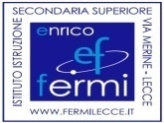 ISTITUTO ISTRUZIONE
SECONDARIA SUPERIORE
VIA MERINE - LECCE
enrico
ef
fermi
WWW.FERMILECCE.IT